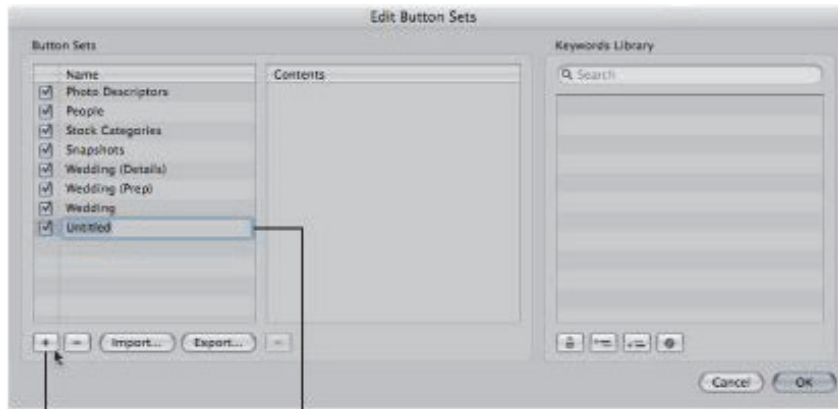 Edit Button Sets
Button Sets
Keywords Library
Name
Contents
Search
Photo Descriptors
People
Stock Categories
Snapshots
Wedding (Details)
Wedding (Prep)
Wedding
Untitled
+ - Import... Export... -
Cancel OK